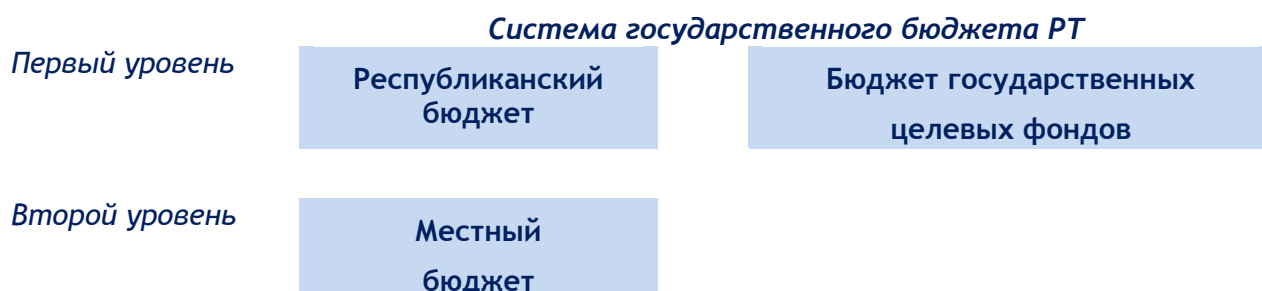 Система государственного бюджета РТ
Первый уровень
Республиканский
бюджет
Бюджет государственных
целевых фондов
Второй уровень
Местный
бюджет